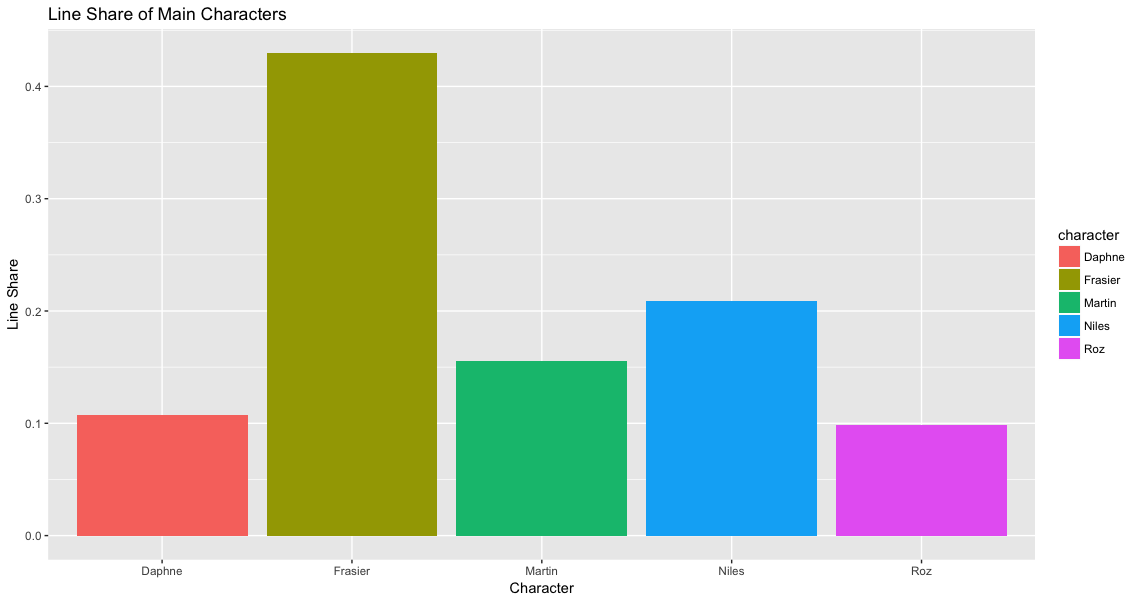 Line Share of Main Characters
Line Share
0.4
0.3
0.2
0.1
0.0
Daphne
Frasier
Martin
Niles
Roz
Character
character
Daphne
Frasier
Martin
Niles
Roz